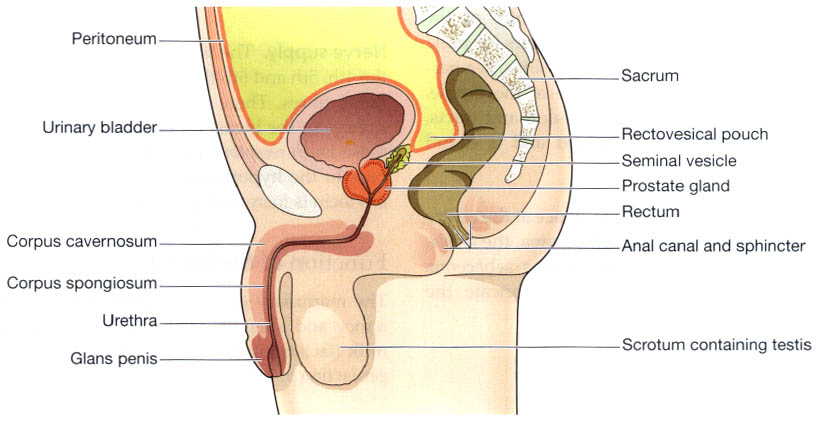 Peritoneum
Urinary bladder
Corpus cavernosum
Corpus spongiosum
Urethra
Glans penis
Sacrum
Rectovesical pouch
Seminal vesicle
Prostate gland
Rectum
Anal canal and sphincter
Scrotum containing testis